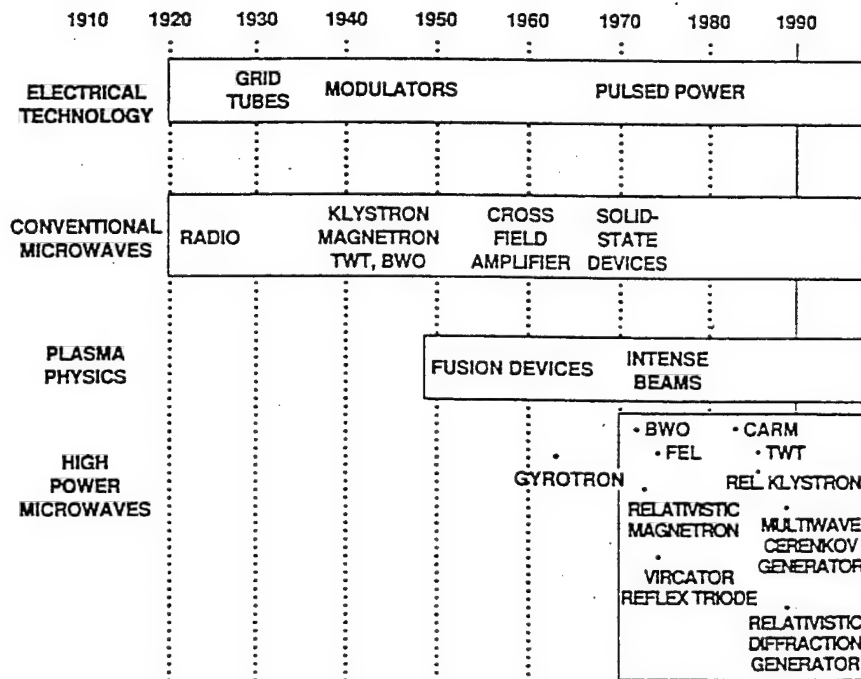 1910 1920 1930 1940 1950 1960 1970 1980 1990
ELECTRICAL
TECHNOLOGY
GRID
TUBES
MODULATORS
PULSED POWER
CONVENTIONAL
MICROWAVES
RADIO
KLYSTRON
MAGNETRON
TWT, BWO
CROSS
FIELD
AMPLIFIER
SOLID-
STATE
DEVICES
PLASMA
PHYSICS
FUSION DEVICES
INTENSE
BEAMS
HIGH
POWER
MICROWAVES
GYROTRON
BWO
FEL
RELATIVISTIC
MAGNETRON
VIRCATOR
REFLEX TRIODE
CARM
TWT
REL KLYSTRON
MULTIWAVE
CERENKOV
GENERATOR
RELATIVISTIC
DIFFRACTION
GENERATOR